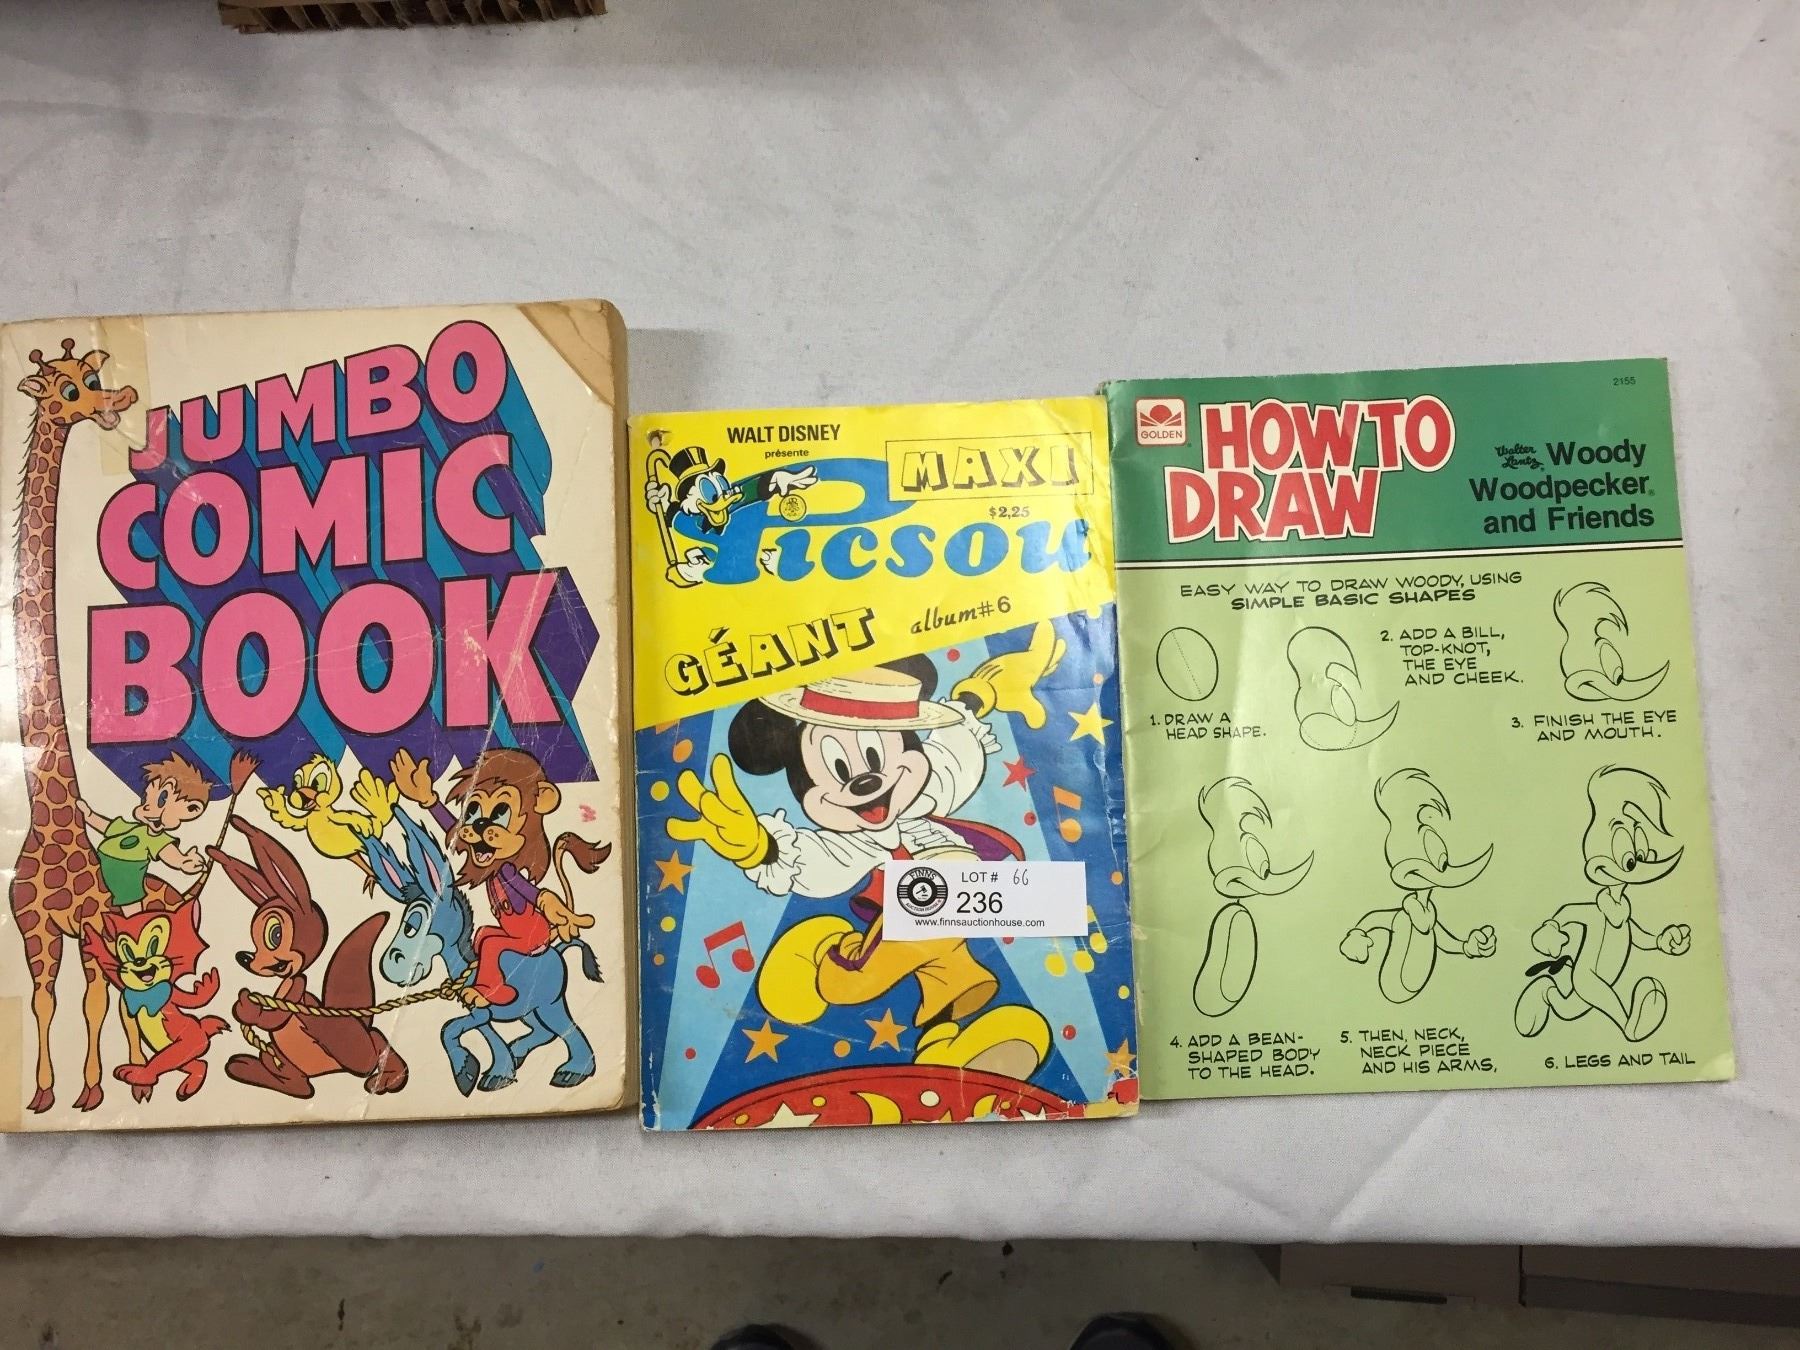 JUMBO
COMIC
BOOK
WALT DISNEY
présente
MAXI
$2,25
Picsou
GÉANT
album#6
FINNS
LOT # 66
236
www.finnsauctionhouse.com
2155
GOLDEN
HOW TO
DRAW
Walter
Lantz
Woody
Woodpecker
and Friends
EASY WAY TO DRAW WOODY, USING
SIMPLE BASIC SHAPES
1. DRAW A
HEAD SHAPE.
2. ADD A BILL,
TOP-KNOT,
THE EYE
AND CHEEK.
3. FINISH THE EYE
AND MOUTH.
4. ADD A BEAN-
SHAPED BODY
TO THE HEAD.
5. THEN, NECK,
NECK PIECE
AND HIS ARMS,
6. LEGS AND TAIL